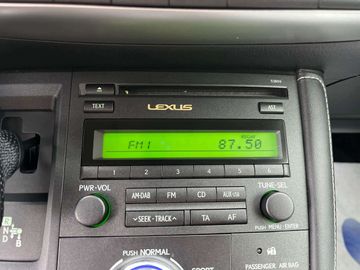 TEXT LEXUS AST
FM1 87.50
1 2 3 4 5 6
PWR•VOL AM•DAB FM CD AUX•USB TUNE•SEL
SEEK•TRACK TA AF
PUSH MENU / ENTER
PUSH NORMAL
SPORT
PASSENGER AIR BAG
R
N
D B